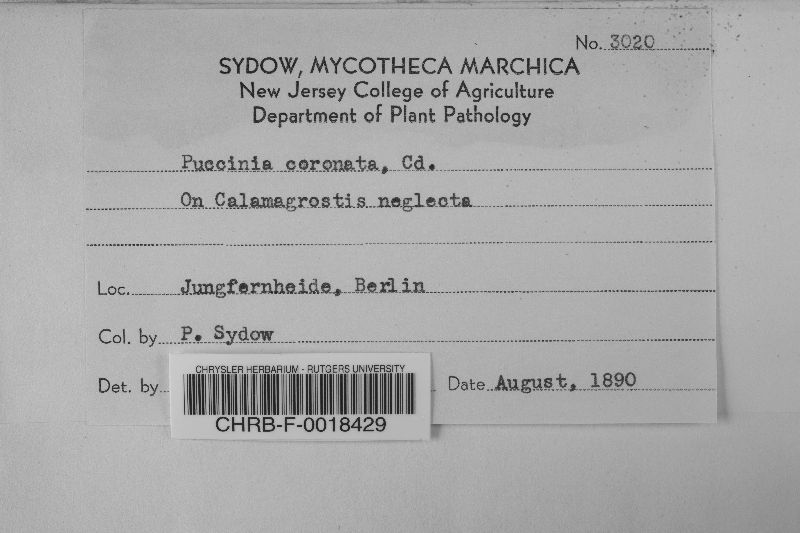 No. 3020
SYDOW, MYCOTHECA MARCHICA
New Jersey College of Agriculture
Department of Plant Pathology
Puccinia coronata, Cd.
On Calamagrostis neglecta
Loc. Jungfernheide, Berlin
Col. by P. Sydow
Det. by
Date August, 1890
CHRYSLER HERBARIUM - RUTGERS UNIVERSITY
CHRB-F-0018429